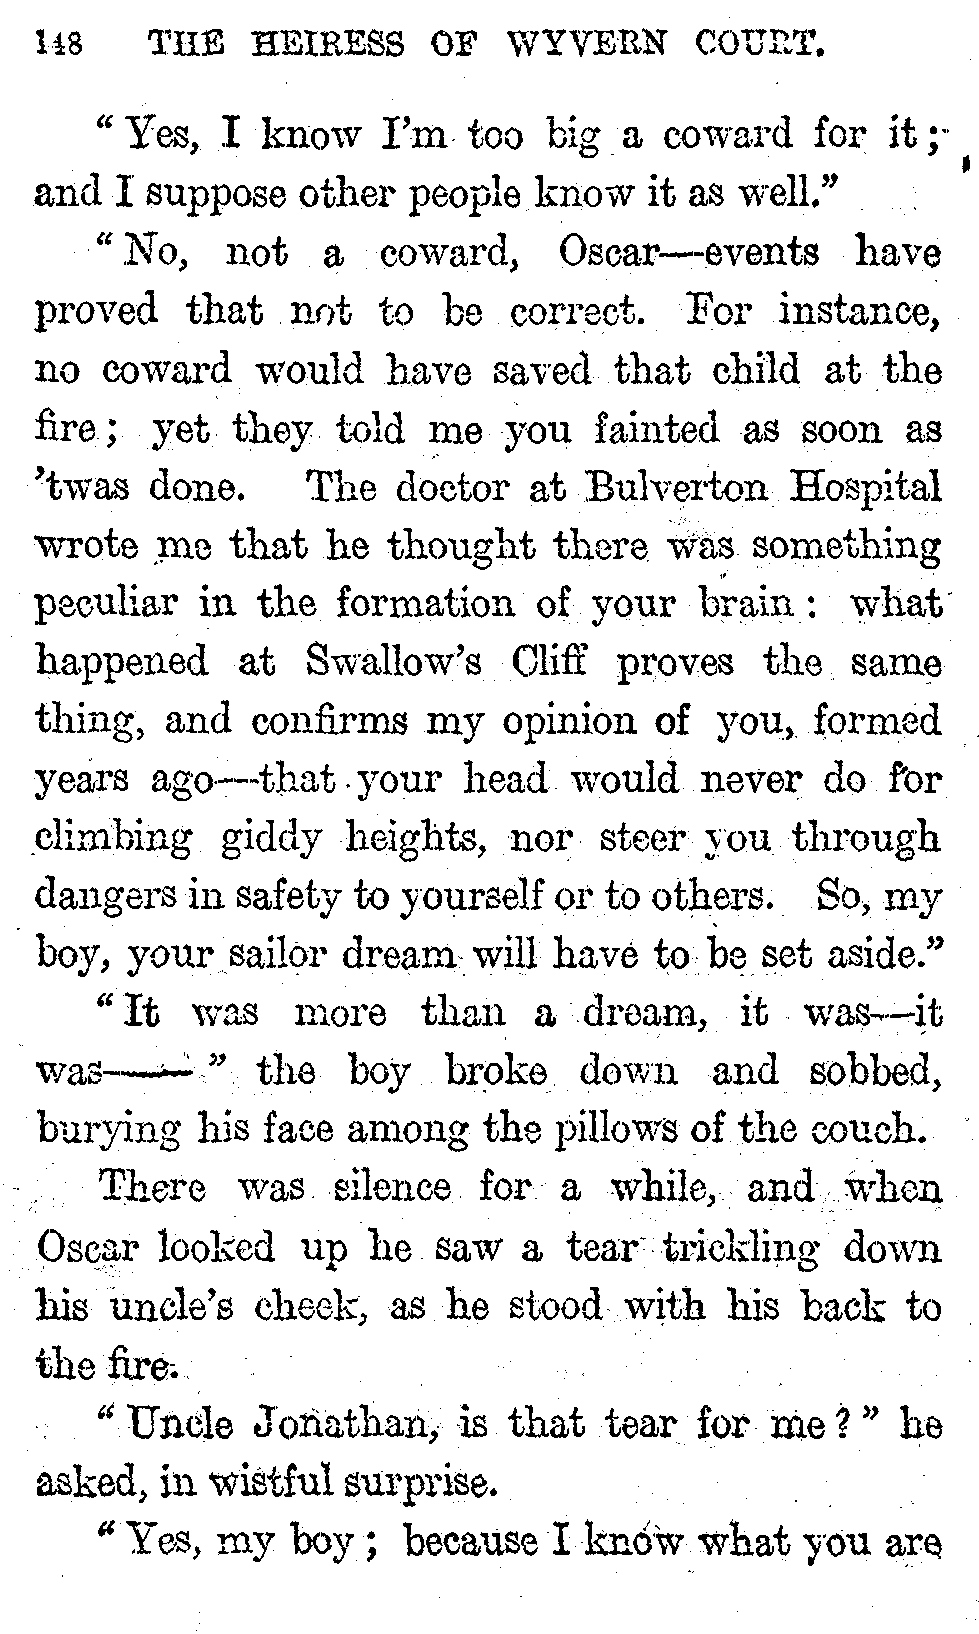 148 THE HEIRESS OF WYVERN COURT.
“Yes, I know I’m too big a coward for it;
and I suppose other people know it as well.”
“No, not a coward, Oscar—events have
proved that not to be correct. For instance,
no coward would have saved that child at the
fire; yet they told me you fainted as soon as
’twas done. The doctor at Bulverton Hospital
wrote me that he thought there was something
peculiar in the formation of your brain: what
happened at Swallow’s Cliff proves the same
thing, and confirms my opinion of you, formed
years ago—that your head would never do for
climbing giddy heights, nor steer you through
dangers in safety to yourself or to others. So, my
boy, your sailor dream will have to be set aside.”
“It was more than a dream, it was—it
was——” the boy broke down and sobbed,
burying his face among the pillows of the couch.
There was silence for a while, and when
Oscar looked up he saw a tear trickling down
his uncle’s cheek, as he stood with his back to
the fire.
“Uncle Jonathan, is that tear for me?” he
asked, in wistful surprise.
“Yes, my boy; because I know what you are